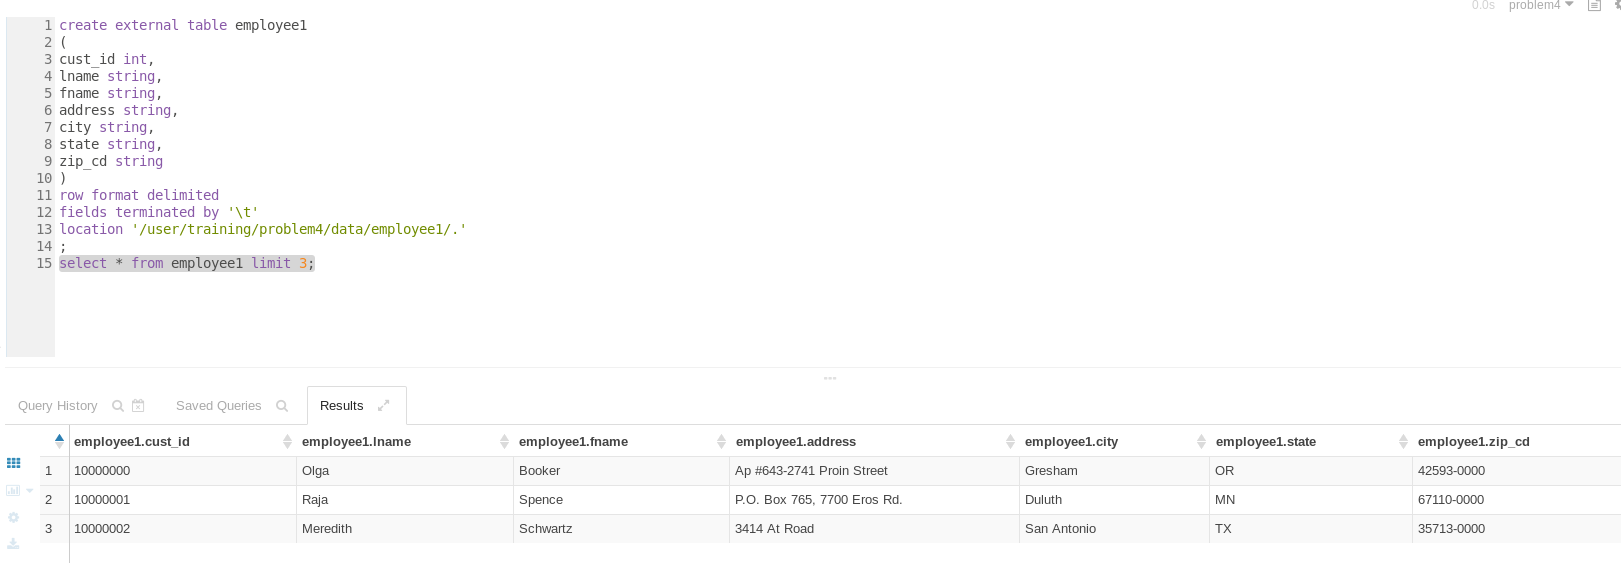 0.0s problem4
1 create external table employee1
2 (
3 cust_id int,
4 lname string,
5 fname string,
6 address string,
7 city string,
8 state string,
9 zip_cd string
10 )
11 row format delimited
12 fields terminated by '\t'
13 location '/user/training/problem4/data/employee1/.'
14 ;
15 select * from employee1 limit 3;
Query History Saved Queries Results
employee1.cust_id employee1.lname employee1.fname employee1.address employee1.city employee1.state employee1.zip_cd
1 10000000 Olga Booker Ap #643-2741 Proin Street Gresham OR 42593-0000
2 10000001 Raja Spence P.O. Box 765, 7700 Eros Rd. Duluth MN 67110-0000
3 10000002 Meredith Schwartz 3414 At Road San Antonio TX 35713-0000